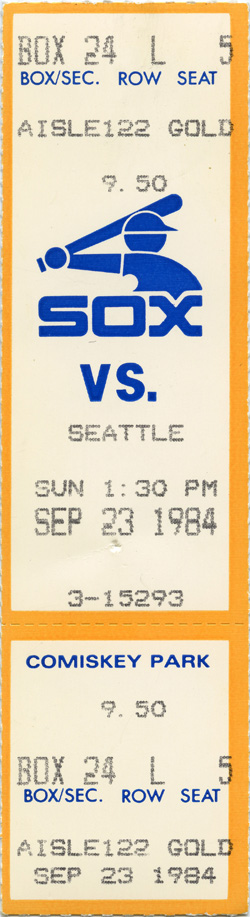 BOX 24 L 5
BOX/SEC. ROW SEAT
AISLE122 GOLD
9.50
SOX
VS.
SEATTLE
SUN 1:30 PM
SEP 23 1984
3-15293
COMISKEY PARK
9.50
BOX 24 L 5
BOX/SEC. ROW SEAT
AISLE122 GOLD
SEP 23 1984